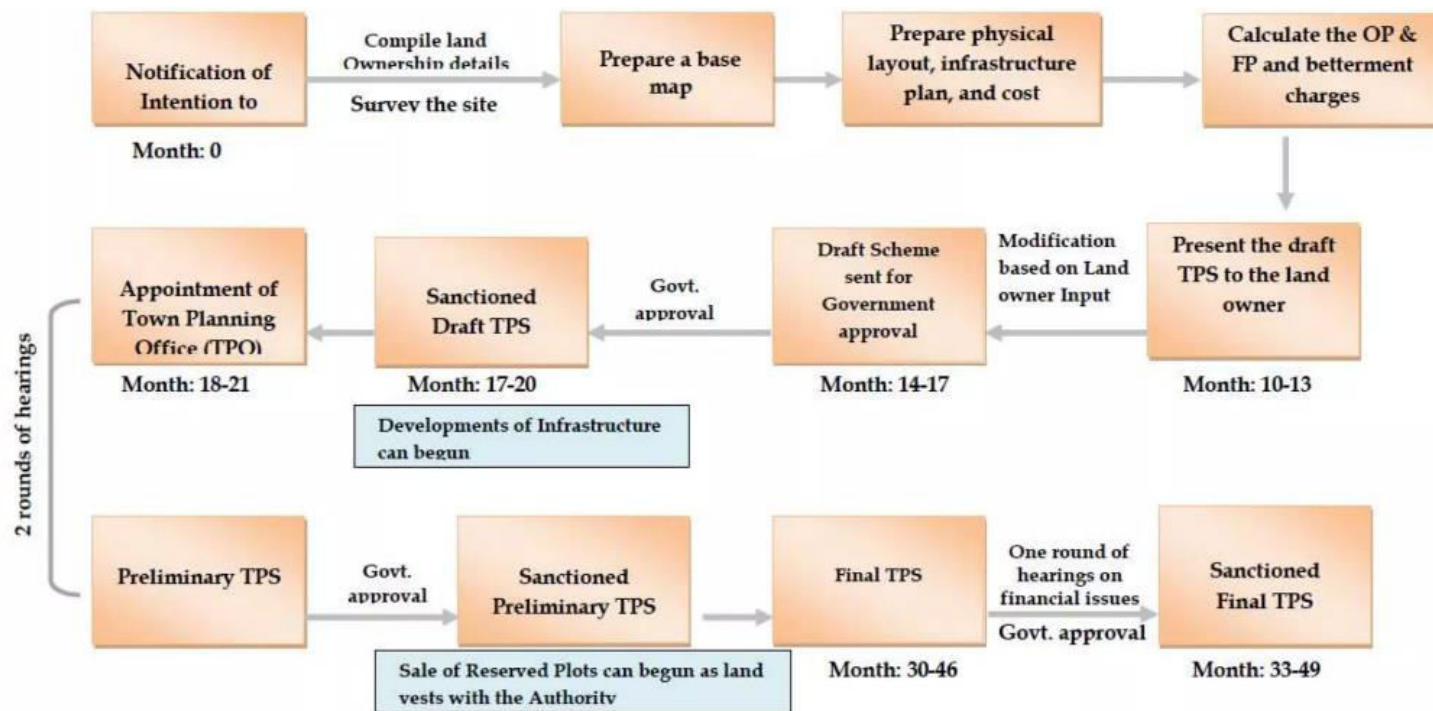 Notification of
Intention to
Month: 0
Compile land
Ownership details
Survey the site
Prepare a base
map
Prepare physical
layout, infrastructure
plan, and cost
Calculate the OP &
FP and betterment
charges
Present the draft
TPS to the land
owner
Month: 10-13
Modification
based on Land
owner Input
Draft Scheme
sent for
Government
approval
Month: 14-17
Govt.
approval
Sanctioned
Draft TPS
Month: 17-20
Developments of Infrastructure
can begun
Appointment of
Town Planning
Office (TPO)
Month: 18-21
2 rounds of hearings
Preliminary TPS
Govt.
approval
Sanctioned
Preliminary TPS
Sale of Reserved Plots can begun as land
vests with the Authority
Final TPS
Month: 30-46
One round of
hearings on
financial issues
Govt. approval
Sanctioned
Final TPS
Month: 33-49